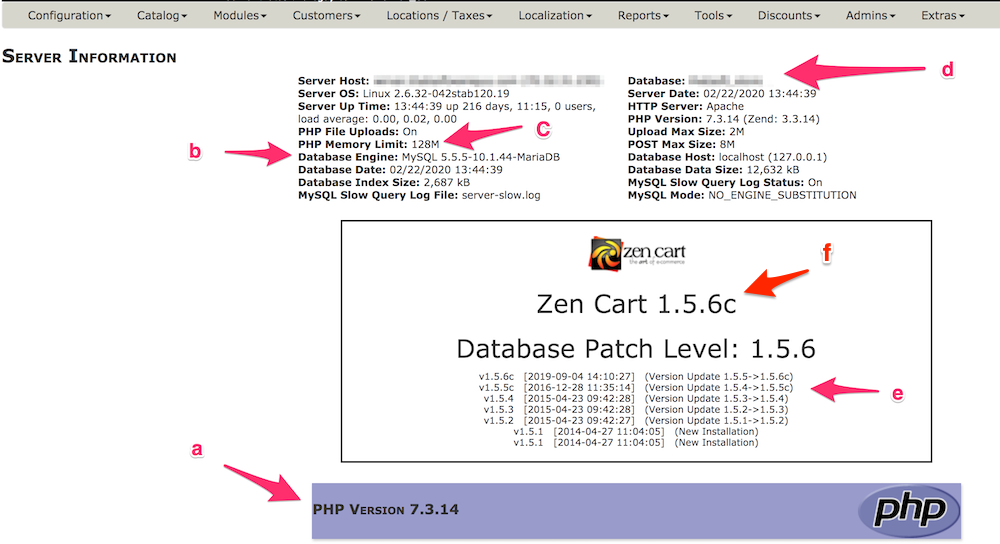 Configuration Catalog Modules Customers Locations / Taxes Localization Reports Tools Discounts Admins Extras
Server Information
Server Host:
Server OS: Linux 2.6.32-042stab120.19
Server Up Time: 13:44:39 up 216 days, 11:15, 0 users,
load average: 0.00, 0.02, 0.00
PHP File Uploads: On
PHP Memory Limit: 128M
Database Engine: MySQL 5.5.5-10.1.44-MariaDB
Database Date: 02/22/2020 13:44:39
Database Index Size: 2,687 kB
MySQL Slow Query Log File: server-slow.log
Database:
Server Date: 02/22/2020 13:44:39
HTTP Server: Apache
PHP Version: 7.3.14 (Zend: 3.3.14)
Upload Max Size: 2M
POST Max Size: 8M
Database Host: localhost (127.0.0.1)
Database Data Size: 12,632 kB
MySQL Slow Query Log Status: On
MySQL Mode: NO_ENGINE_SUBSTITUTION
d
c
b
zen cart
the art of e-commerce
f
Zen Cart 1.5.6c
Database Patch Level: 1.5.6
v1.5.6c [2019-09-04 14:10:27] (Version Update 1.5.5->1.5.6c)
v1.5.5c [2016-12-28 11:35:14] (Version Update 1.5.4->1.5.5c)
v1.5.4 [2015-04-23 09:42:28] (Version Update 1.5.3->1.5.4)
v1.5.3 [2015-04-23 09:42:28] (Version Update 1.5.2->1.5.3)
v1.5.2 [2015-04-23 09:42:27] (Version Update 1.5.1->1.5.2)
v1.5.1 [2014-04-27 11:04:05] (New Installation)
v1.5.1 [2014-04-27 11:04:05] (New Installation)
e
a
PHP Version 7.3.14
php